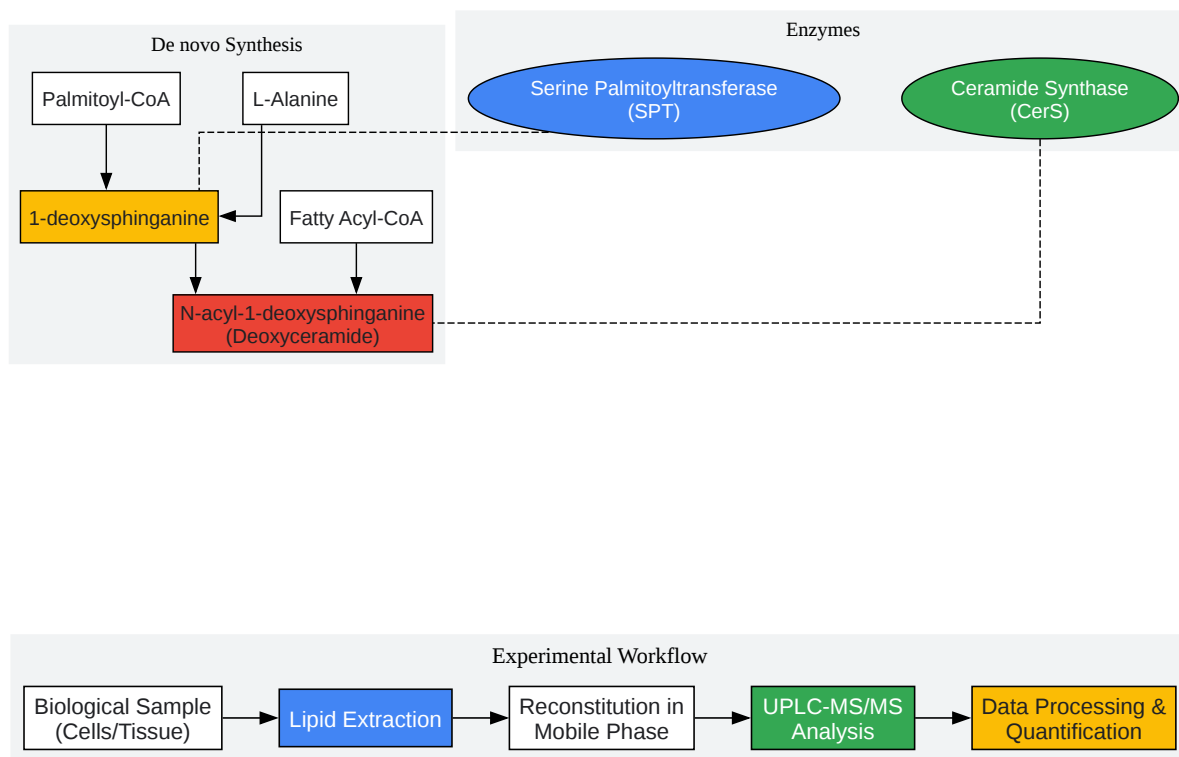 De novo Synthesis
Enzymes
Palmitoyl-CoA
L-Alanine
Serine Palmitoyltransferase
(SPT)
Ceramide Synthase
(CerS)
1-deoxysphinganine
Fatty Acyl-CoA
N-acyl-1-deoxysphinganine
(Deoxyceramide)
Experimental Workflow
Biological Sample
(Cells/Tissue)
Lipid Extraction
Reconstitution in
Mobile Phase
UPLC-MS/MS
Analysis
Data Processing &
Quantification